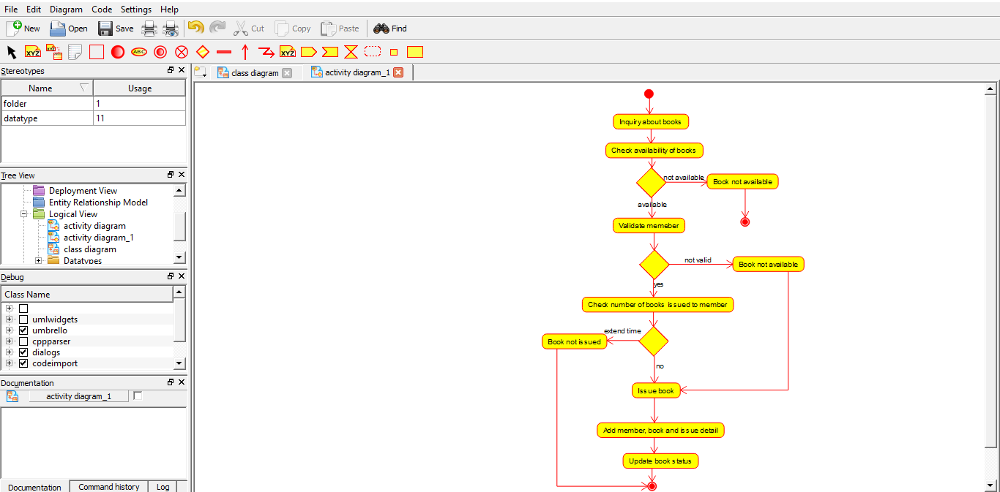 File Edit Diagram Code Settings Help
New Open Save Cut Copy Paste Find
XYZ XYZ ABC XYZ
Stereotypes
class diagram activity diagram_1
Name Usage
folder 1
datatype 11
Tree View
Deployment View
Entity Relationship Model
Logical View
activity diagram
activity diagram_1
class diagram
Datatypes
Debug
Class Name
umlwidgets
umbrello
cppparser
dialogs
codeimport
Documentation
activity diagram_1
Documentation Command history Log
Inquiry about books
Check availability of books
not available
Book not available
available
Validate memeber
not valid
Book not available
yes
Check number of books issued to member
extend time
Book not issued
no
Issue book
Add member, book and issue detail
Update book status